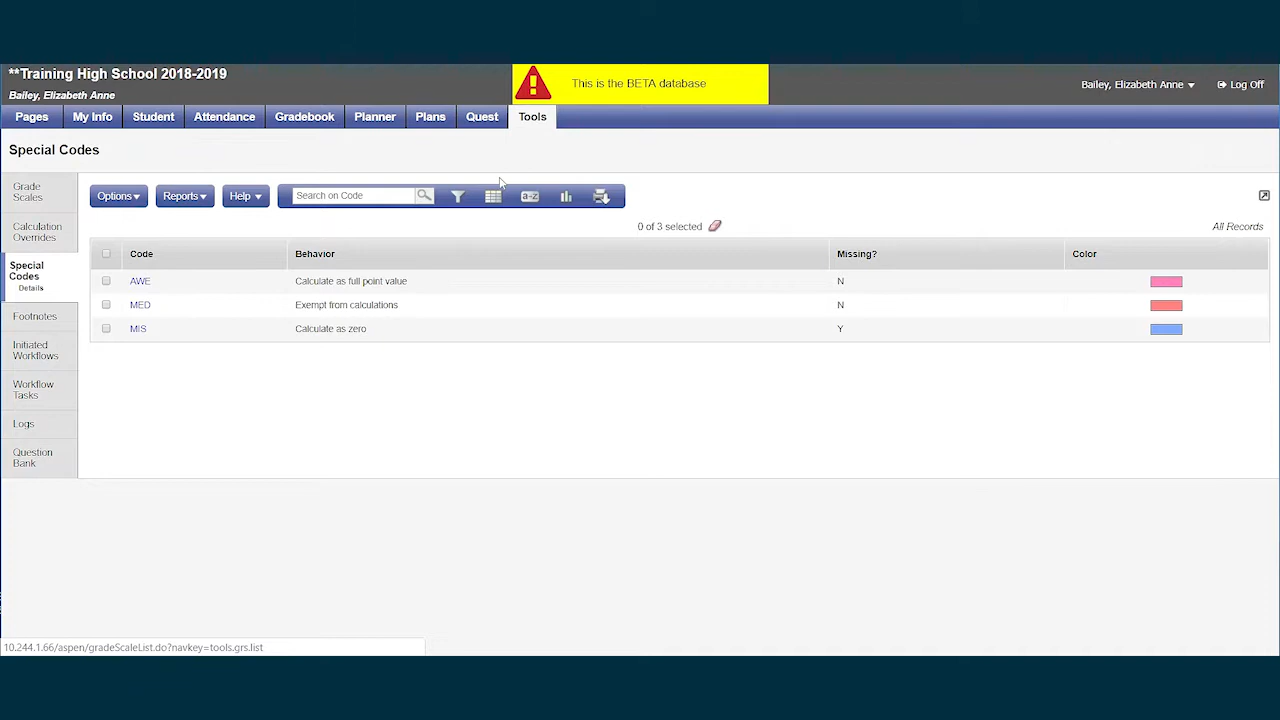 **Training High School 2018-2019
Bailey, Elizabeth Anne
This is the BETA database
Bailey, Elizabeth Anne
Log Off
Pages
My Info
Student
Attendance
Gradebook
Planner
Plans
Quest
Tools
Special Codes
Grade
Scales
Calculation
Overrides
Special
Codes
Details
Footnotes
Initiated
Workflows
Workflow
Tasks
Logs
Question
Bank
Options
Reports
Help
Search on Code
a-z
0 of 3 selected
All Records
Code Behavior Missing? Color
AWE Calculate as full point value N
MED Exempt from calculations N
MIS Calculate as zero Y
10.244.1.66/aspen/gradeScaleList.do?navkey=tools.grs.list